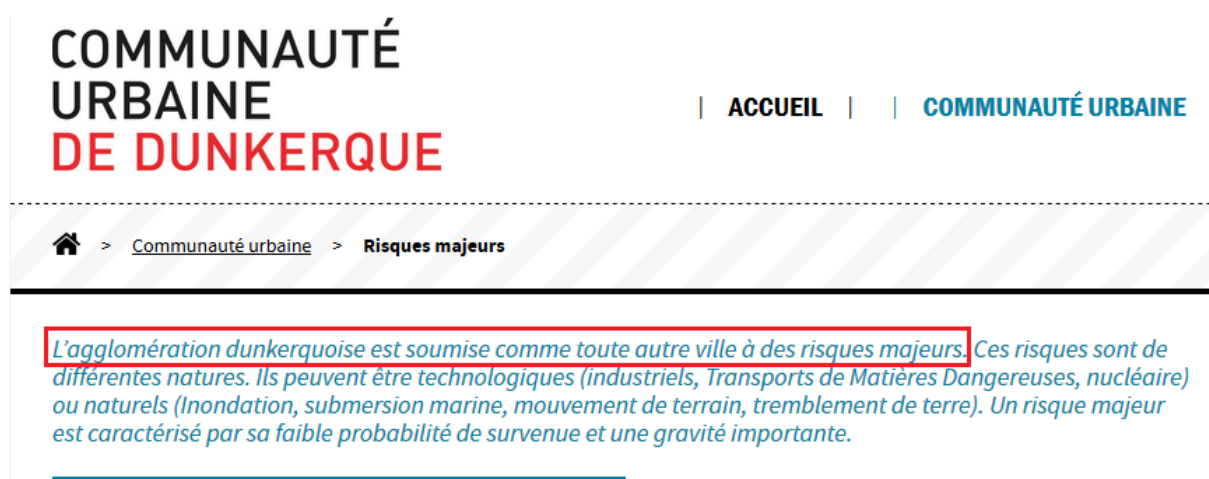 COMMUNAUTÉ
URBAINE
DE DUNKERQUE
| ACCUEIL | | COMMUNAUTÉ URBAINE
> Communauté urbaine > Risques majeurs
L'agglomération dunkerquoise est soumise comme toute autre ville à des risques majeurs. Ces risques sont de
différentes natures. Ils peuvent être technologiques (industriels, Transports de Matières Dangereuses, nucléaire)
ou naturels (Inondation, submersion marine, mouvement de terrain, tremblement de terre). Un risque majeur
est caractérisé par sa faible probabilité de survenue et une gravité importante.